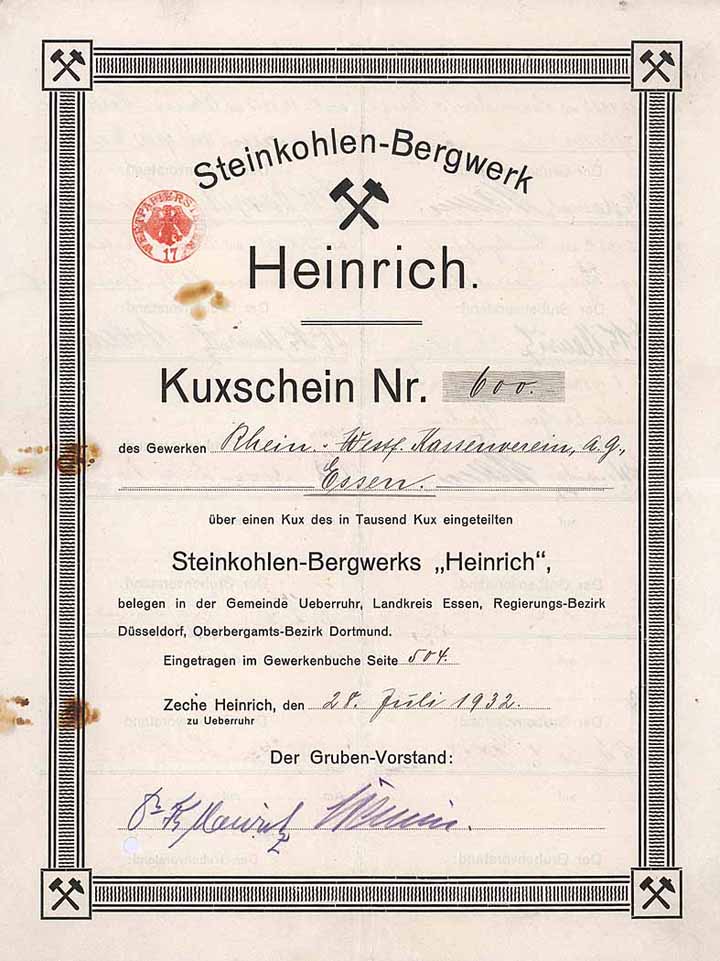 Steinkohlen-Bergwerk
WERTPAPIERSTEUER
17
Heinrich.
Kuxschein Nr. 600.
des Gewerken Rhein.-Westf. Kassenverein, A.G.,
Essen.
über einen Kux des in Tausend Kux eingeteilten
Steinkohlen-Bergwerks „Heinrich“,
belegen in der Gemeinde Ueberruhr, Landkreis Essen, Regierungs-Bezirk
Düsseldorf, Oberbergamts-Bezirk Dortmund.
Eingetragen im Gewerkenbuche Seite 504.
Zeche Heinrich, den 28. Juli 1932.
zu Ueberruhr
Der Gruben-Vorstand: